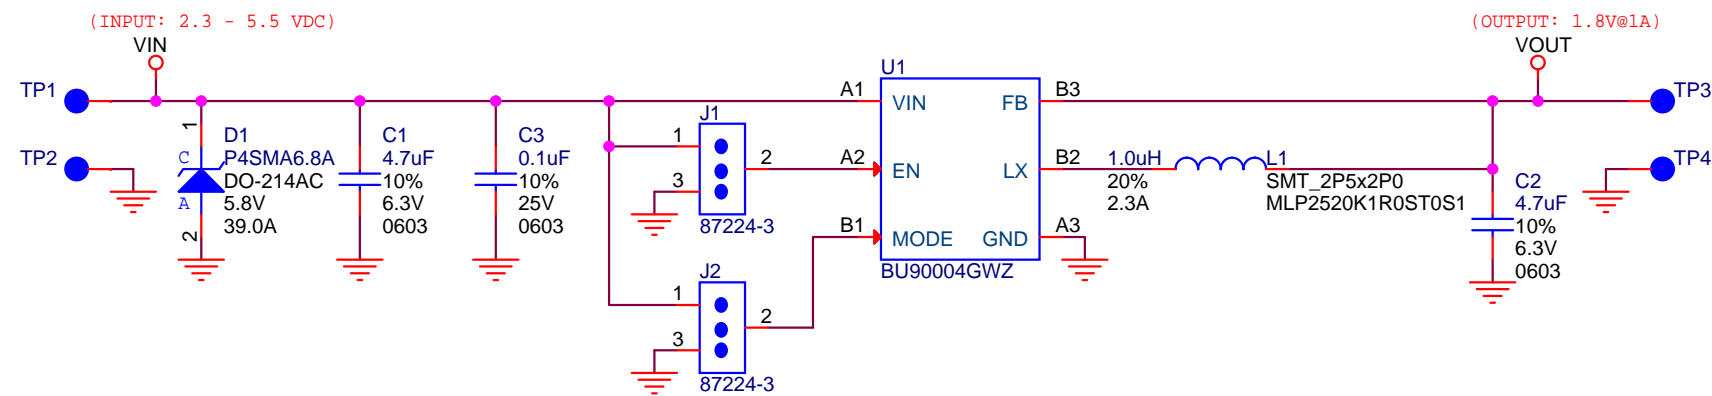 (INPUT: 2.3 - 5.5 VDC)
VIN
TP1
TP2
1
C
A
2
D1
P4SMA6.8A
DO-214AC
5.8V
39.0A
C1
4.7uF
10%
6.3V
0603
C3
0.1uF
10%
25V
0603
J1
1
2
3
87224-3
J2
1
2
3
87224-3
U1
A1 VIN
A2 EN
B1 MODE
FB B3
LX B2
GND A3
BU90004GWZ
1.0uH
20%
2.3A
L1
SMT_2P5x2P0
MLP2520K1R0ST0S1
(OUTPUT: 1.8V@1A)
VOUT
TP3
TP4
C2
4.7uF
10%
6.3V
0603